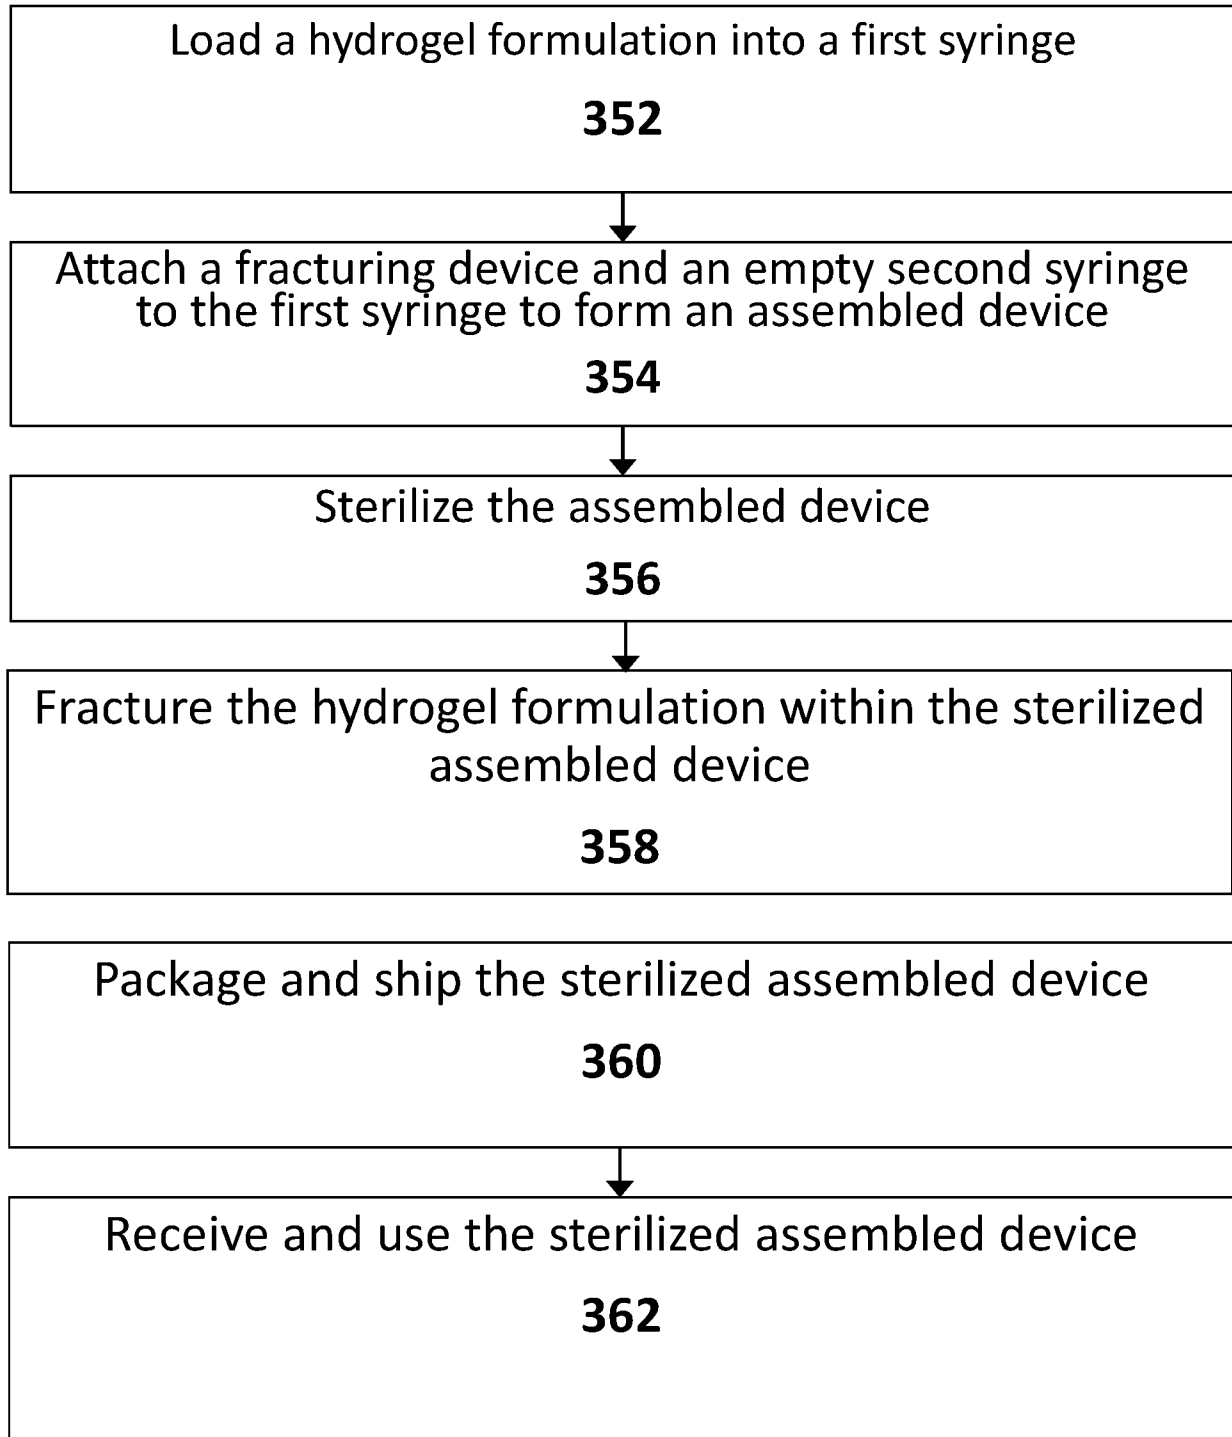 Load a hydrogel formulation into a first syringe
352
Attach a fracturing device and an empty second syringe
to the first syringe to form an assembled device
354
Sterilize the assembled device
356
Fracture the hydrogel formulation within the sterilized
assembled device
358
Package and ship the sterilized assembled device
360
Receive and use the sterilized assembled device
362